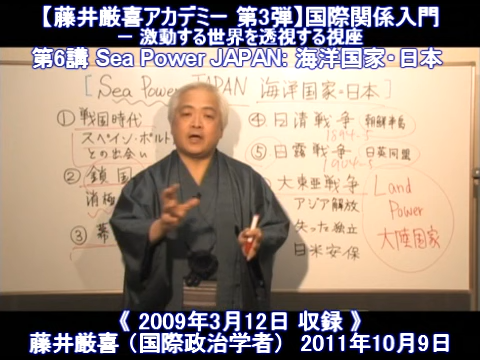 【藤井厳喜アカデミー 第3弾】国際関係入門
－ 激動する世界を透視する視座
第6講 Sea Power JAPAN: 海洋国家・日本
[ Sea Power JAPAN 海洋国家・日本 ]
① 戦国時代
スペイン・ポルト
との出会い
② 鎖国
消極
③ 幕
④ 日清戦争 朝鮮半島
1894-5
⑤ 日露戦争 日英同盟
1904-5
大東亜戦争
アジア解放
失った独立
日米安保
Land
Power
大陸国家
《 2009年3月12日 収録 》
藤井厳喜 （国際政治学者） 2011年10月9日